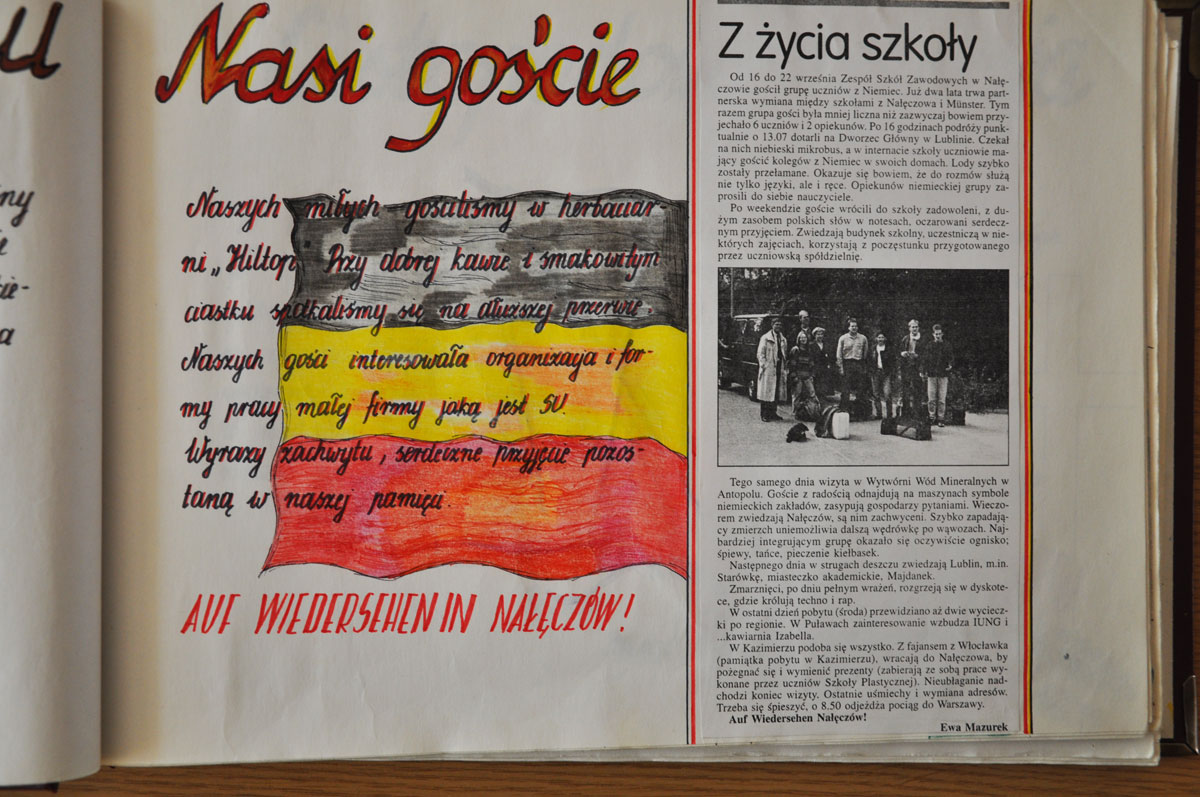 Nasi goście
Naszych miłych gościliśmy w herbaciar-
ni „Hiltop". Przy dobrej kawie i smakowitym
ciastku spotkaliśmy się na dłuższej przerwie.
Naszych gości interesowała organizacja i for-
my pracy małej firmy jaką jest SU.
Wyrazy zachwytu, serdeczne przyjęcie pozos-
taną w naszej pamięci.
AUF WIEDERSEHEN IN NAŁĘCZÓW!
Z życia szkoły
Od 16 do 22 września Zespół Szkół Zawodowych w Nałę-
czowie gościł grupę uczniów z Niemiec. Już dwa lata trwa part-
nerska wymiana między szkołami z Nałęczowa i Münster. Tym
razem grupa gości była mniej liczna niż zazwyczaj bowiem przy-
jechało 6 uczniów i 2 opiekunów. Po 16 godzinach podróży punk-
tualnie o 13.07 dotarli na Dworzec Główny w Lublinie. Czekał
na nich niebieski mikrobus, a w internacie szkoły uczniowie ma-
jący gościć kolegów z Niemiec w swoich domach. Lody szybko
zostały przełamane. Okazuje się bowiem, że do rozmów służą
nie tylko języki, ale i ręce. Opiekunów niemieckiej grupy za-
prosili do siebie nauczyciele.
Po weekendzie goście wrócili do szkoły zadowoleni, z du-
żym zasobem polskich słów w notesach, oczarowani serdecz-
nym przyjęciem. Zwiedzają budynek szkolny, uczestniczą w nie-
których zajęciach, korzystają z poczęstunku przygotowanego
przez uczniowską spółdzielnię.
Tego samego dnia wizyta w Wytwórni Wód Mineralnych w
Antopolu. Goście z radością odnajdują na maszynach symbole
niemieckich zakładów, zasypują gospodarzy pytaniami. Wieczo-
rem zwiedzają Nałęczów, są nim zachwyceni. Szybko zapadają-
cy zmierzch uniemożliwia dalszą wędrówkę po wąwozach. Naj-
bardziej integrującym grupę okazało się oczywiście ognisko;
śpiewy, tańce, pieczenie kiełbasek.
Następnego dnia w strugach deszczu zwiedzają Lublin, m.in.
Starówkę, miasteczko akademickie, Majdanek.
Zmarznięci, po dniu pełnym wrażeń, rozgrzeją się w dyskote-
ce, gdzie królują techno i rap.
W ostatni dzień pobytu (środa) przewidziano aż dwie wyciecz-
ki po regionie. W Puławach zainteresowanie wzbudza IUNG i
...kawiarnia Izabella.
W Kazimierzu podoba się wszystko. Z fajansem z Włocławka
(pamiątka pobytu w Kazimierzu), wracają do Nałęczowa, by
pożegnać się i wymienić prezenty (zabierają ze sobą prace wy-
konane przez uczniów Szkoły Plastycznej). Nieubłaganie nad-
chodzi koniec wizyty. Ostatnie uśmiechy i wymiana adresów.
Trzeba się śpieszyć, o 8.50 odjeżdża pociąg do Warszawy.
Auf Wiedersehen Nałęczów!
Ewa Mazurek